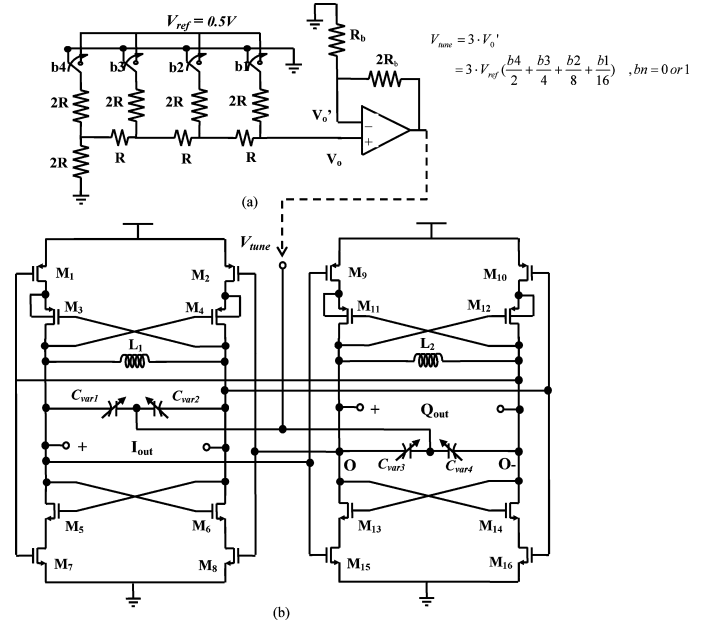 V_ref = 0.5V
b4 b3 b2 b1
2R 2R 2R 2R
R R R
2R
R_b
2R_b
V_o'
−
+
V_o
V_tune = 3·V_o'
= 3·V_ref (b4/2 + b3/4 + b2/8 + b1/16) , bn = 0 or 1
(a)
V_tune
M_1 M_2 M_9 M_10
M_3 M_4 M_11 M_12
L_1 L_2
C_var1 C_var2
+ Q_out
+ I_out
O C_var3 C_var4 O-
M_5 M_6 M_13 M_14
M_7 M_8 M_15 M_16
(b)